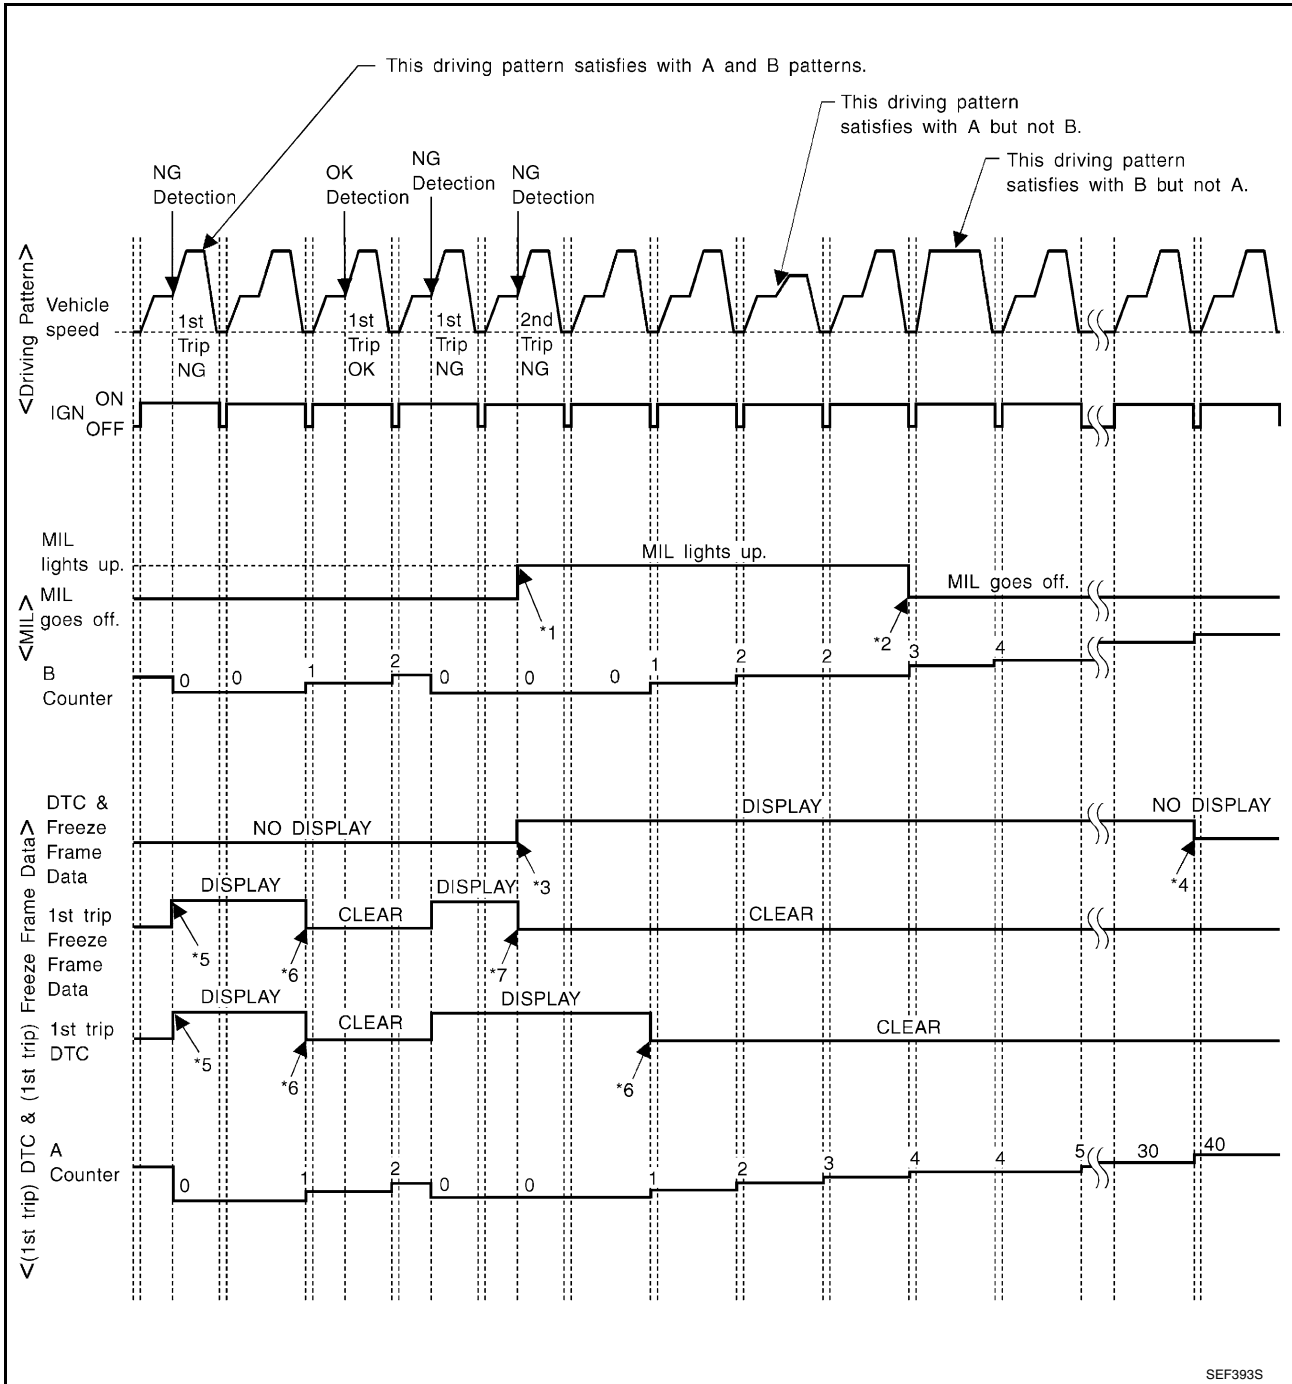 This driving pattern satisfies with A and B patterns.
This driving pattern
satisfies with A but not B.
This driving pattern
satisfies with B but not A.
NG
Detection
OK
Detection
NG
Detection
NG
Detection
<Driving Pattern>
Vehicle
speed
1st
Trip
NG
1st
Trip
OK
1st
Trip
NG
2nd
Trip
NG
IGN
ON
OFF
<MIL>
MIL
lights up.
MIL
goes off.
MIL lights up.
MIL goes off.
*1
*2
B
Counter
0 0 1 2 0 0 0 1 2 2 3 4
<(1st trip) DTC & (1st trip) Freeze Frame Data>
DTC &
Freeze
Frame
Data
NO DISPLAY
DISPLAY
NO DISPLAY
*3
*4
1st trip
Freeze
Frame
Data
DISPLAY
CLEAR
DISPLAY
CLEAR
*5
*6
*7
1st trip
DTC
DISPLAY
CLEAR
DISPLAY
CLEAR
*5
*6
*6
A
Counter
0 1 2 0 0 1 2 3 4 4 5 30 40
SEF393S